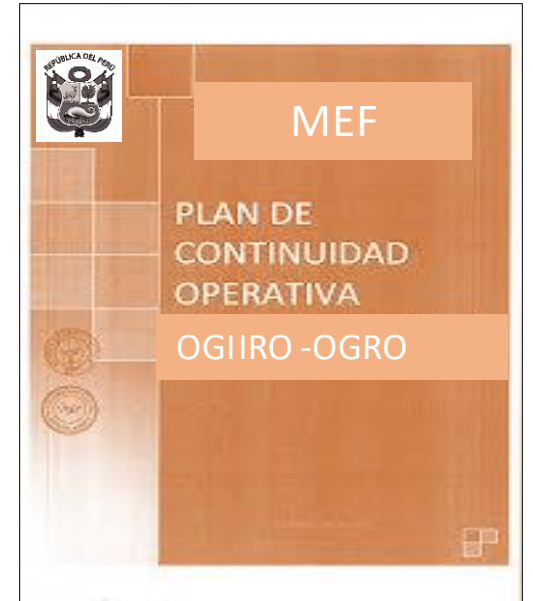 REPÚBLICA DEL PERÚ
MEF
PLAN DE
CONTINUIDAD
OPERATIVA
OGIIRO -OGRO